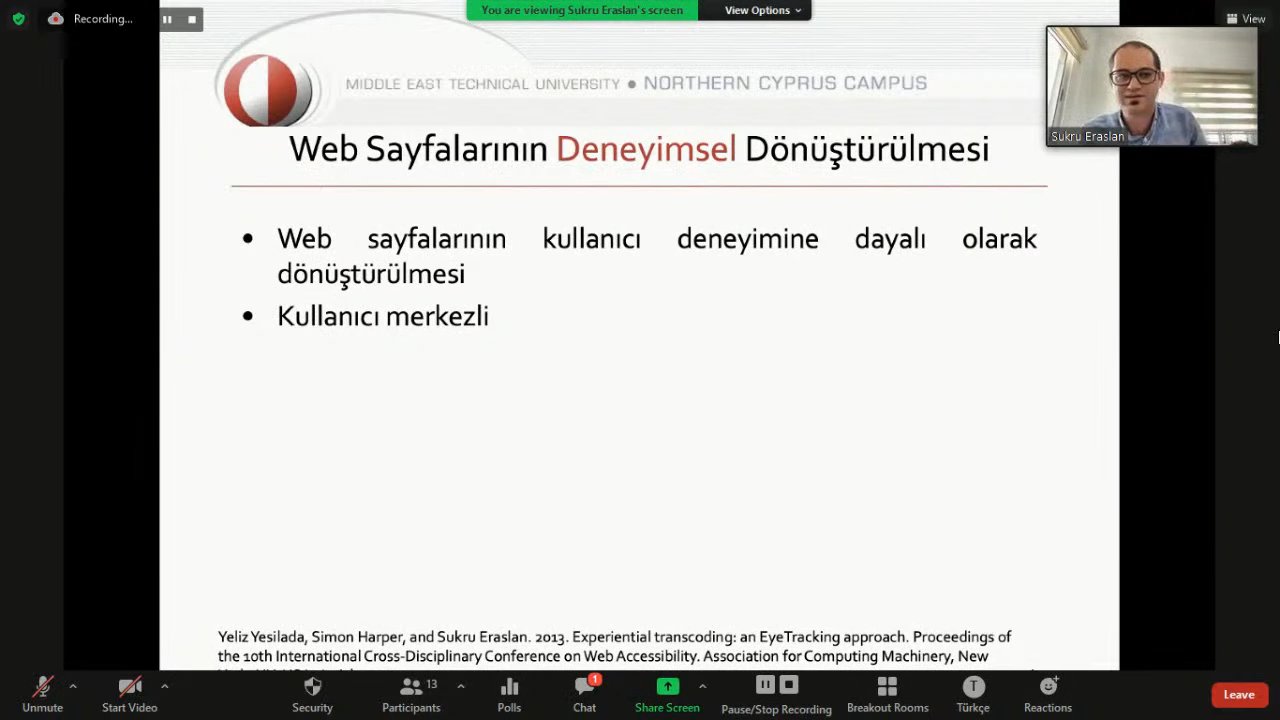 Recording...
You are viewing Sukru Eraslan's screen
View Options
View
MIDDLE EAST TECHNICAL UNIVERSITY ● NORTHERN CYPRUS CAMPUS
Sukru Eraslan
Web Sayfalarının Deneyimsel Dönüştürülmesi
• Web sayfalarının kullanıcı deneyimine dayalı olarak
dönüştürülmesi
• Kullanıcı merkezli
Yeliz Yesilada, Simon Harper, and Sukru Eraslan. 2013. Experiential transcoding: an EyeTracking approach. Proceedings of
the 10th International Cross-Disciplinary Conference on Web Accessibility. Association for Computing Machinery, New
Unmute
Start Video
Security
13
Participants
Polls
1
Chat
Share Screen
Pause/Stop Recording
Breakout Rooms
T
Türkçe
Reactions
Leave